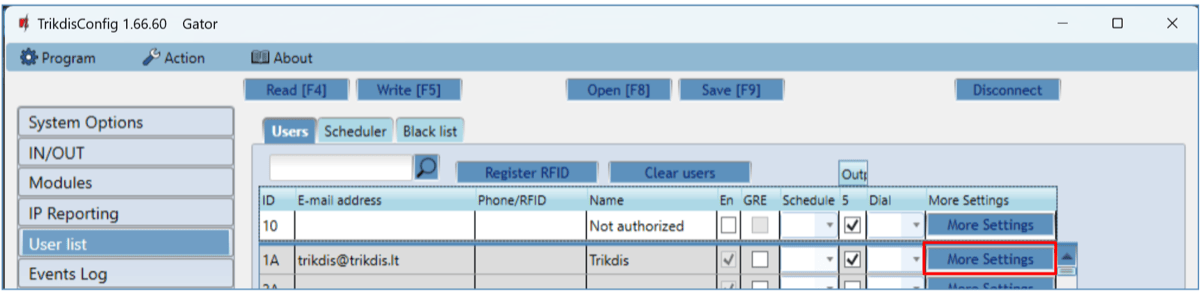 TrikdisConfig 1.66.60 Gator
Program Action About
Read [F4] Write [F5] Open [F8] Save [F9] Disconnect
System Options
IN/OUT
Modules
IP Reporting
User list
Events Log
Users Scheduler Black list
Register RFID Clear users
Outp
ID E-mail address Phone/RFID Name En GRE Schedule 5 Dial More Settings
10 Not authorized More Settings
1A trikdis@trikdis.lt Trikdis More Settings
2A More Settings